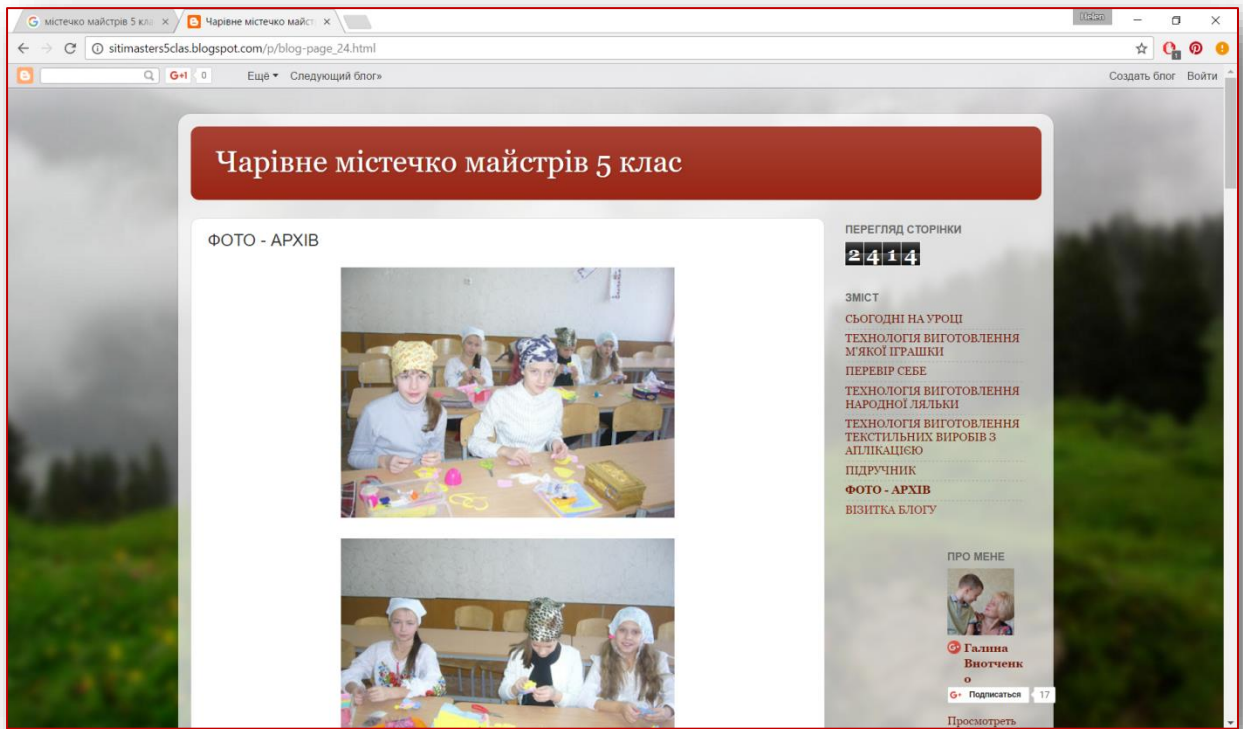 містечко майстрів 5 кла
Чарівне містечко майст
Helen
sitimasters5clas.blogspot.com/p/blog-page_24.html
1
G+1 0
Ещё Следующий блог»
Создать блог Войти
Чарівне містечко майстрів 5 клас
ФОТО - АРХІВ
ПЕРЕГЛЯД СТОРІНКИ
2414
ЗМІСТ
СЬОГОДНІ НА УРОЦІ
ТЕХНОЛОГІЯ ВИГОТОВЛЕННЯ
М'ЯКОЇ ІГРАШКИ
ПЕРЕВІР СЕБЕ
ТЕХНОЛОГІЯ ВИГОТОВЛЕННЯ
НАРОДНОЇ ЛЯЛЬКИ
ТЕХНОЛОГІЯ ВИГОТОВЛЕННЯ
ТЕКСТИЛЬНИХ ВИРОБІВ З
АПЛІКАЦІЄЮ
ПІДРУЧНИК
ФОТО - АРХІВ
ВІЗИТКА БЛОГУ
ПРО МЕНЕ
Галина
Внотченк
о
G+ Подписаться 17
Просмотреть